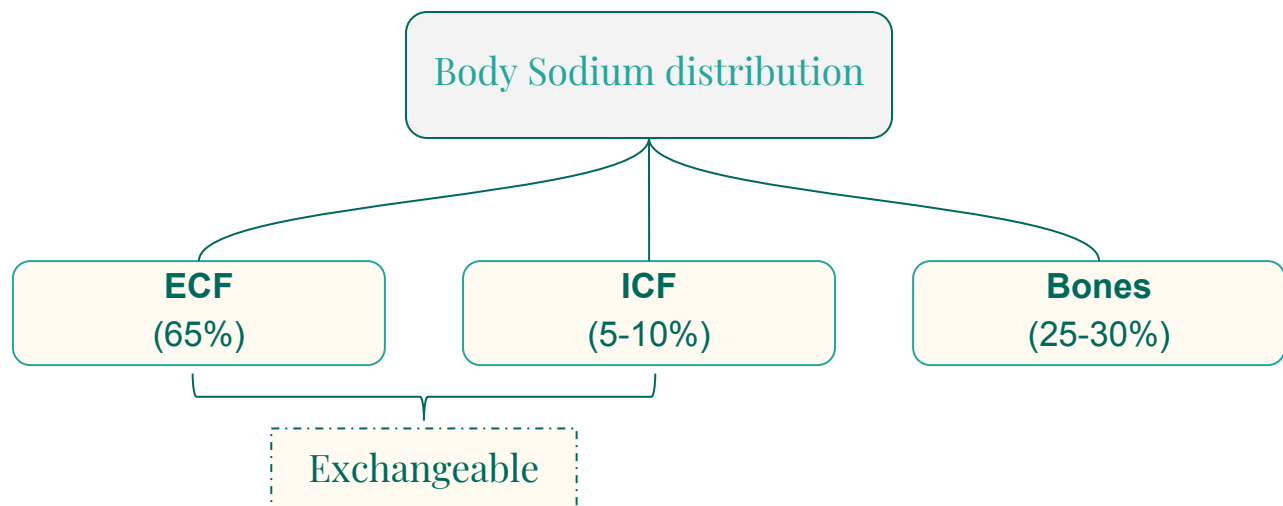 Body Sodium distribution
ECF
(65%)
ICF
(5-10%)
Bones
(25-30%)
Exchangeable